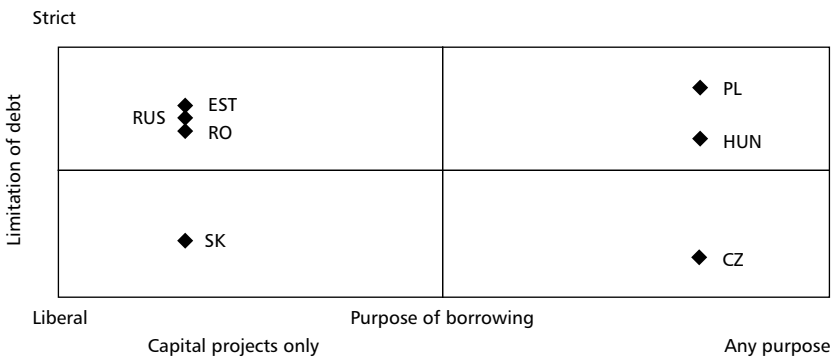 Strict
Limitation of debt
PL
EST
RUS
RO
HUN
SK
CZ
Liberal
Purpose of borrowing
Capital projects only
Any purpose